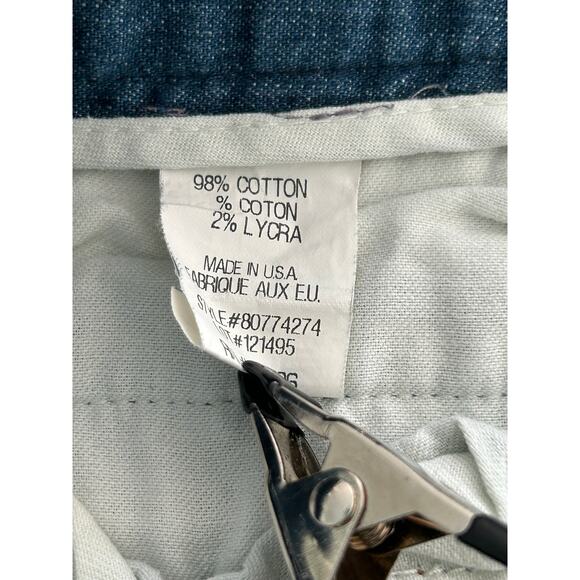 98% COTTON
% COTON
2% LYCRA
MADE IN U.S.A
FABRIQUE AUX E.U.
STYLE#80774274
#121495